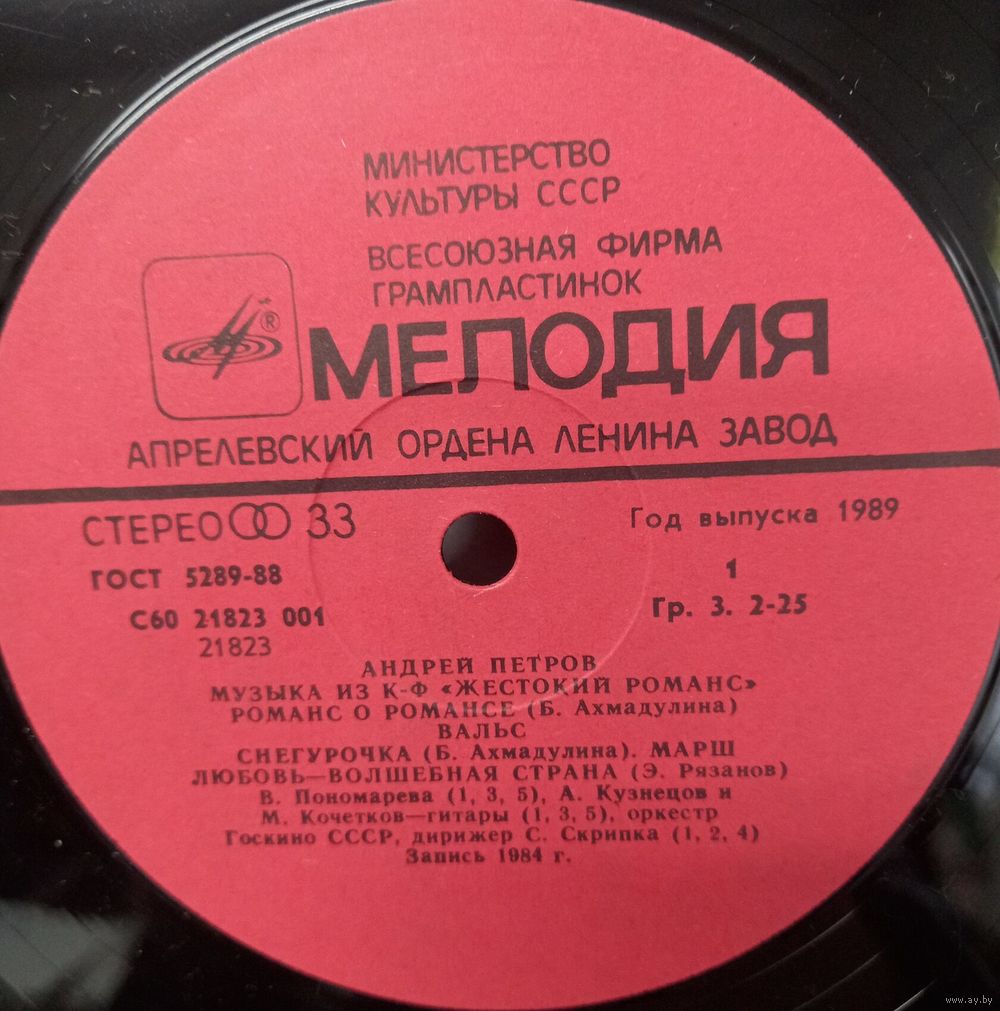 МИНИСТЕРСТВО
КУЛЬТУРЫ СССР
ВСЕСОЮЗНАЯ ФИРМА
ГРАМПЛАСТИНОК
®
МЕЛОДИЯ
АПРЕЛЕВСКИЙ ОРДЕНА ЛЕНИНА ЗАВОД
СТЕРЕО 33
Год выпуска 1989
ГОСТ 5289-88
1
С60 21823 001
Гр. 3. 2-25
21823
АНДРЕЙ ПЕТРОВ
МУЗЫКА ИЗ К-Ф «ЖЕСТОКИЙ РОМАНС»
РОМАНС О РОМАНСЕ (Б. Ахмадулина)
ВАЛЬС
СНЕГУРОЧКА (Б. Ахмадулина). МАРШ
ЛЮБОВЬ—ВОЛШЕБНАЯ СТРАНА (Э. Рязанов)
В. Пономарева (1, 3, 5), А. Кузнецов и
М. Кочетков—гитары (1, 3, 5), оркестр
Госкино СССР, дирижер С. Скрипка (1, 2, 4)
Запись 1984 г.
www.ay.by